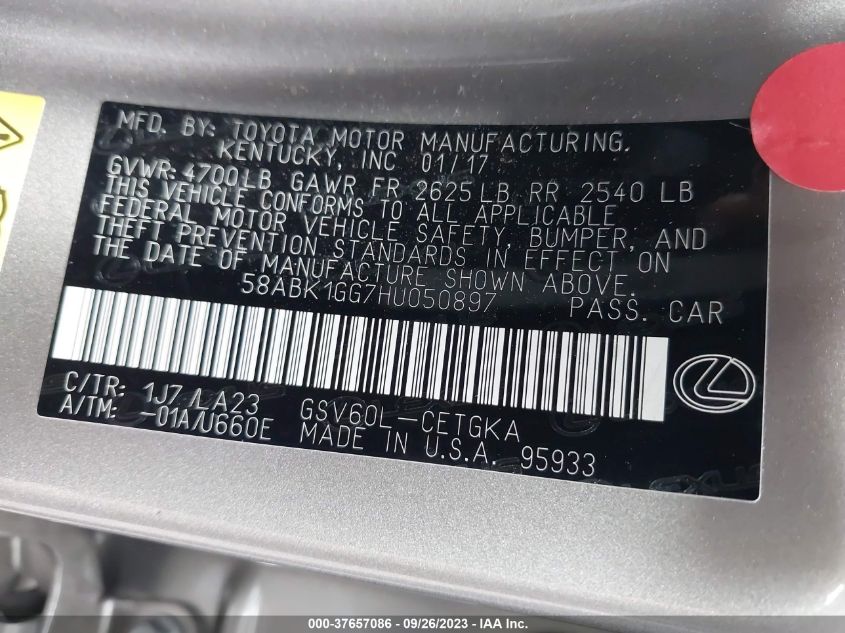 MFD. BY: TOYOTA MOTOR MANUFACTURING,
KENTUCKY, INC 01/17
GVWR 4700LB GAWR FR 2625 LB RR 2540 LB
THIS VEHICLE CONFORMS TO ALL APPLICABLE
FEDERAL MOTOR VEHICLE SAFETY, BUMPER, AND
THEFT PREVENTION STANDARDS IN EFFECT ON
THE DATE OF MANUFACTURE SHOWN ABOVE.
58ABK1GG7HU050897 PASS. CAR
C/TR: 1J7 LA23 GSV60L-CETGKA
A/TM: -01A/U660E MADE IN U.S.A. 95933
000-37657086 - 09/26/2023 - IAA Inc.